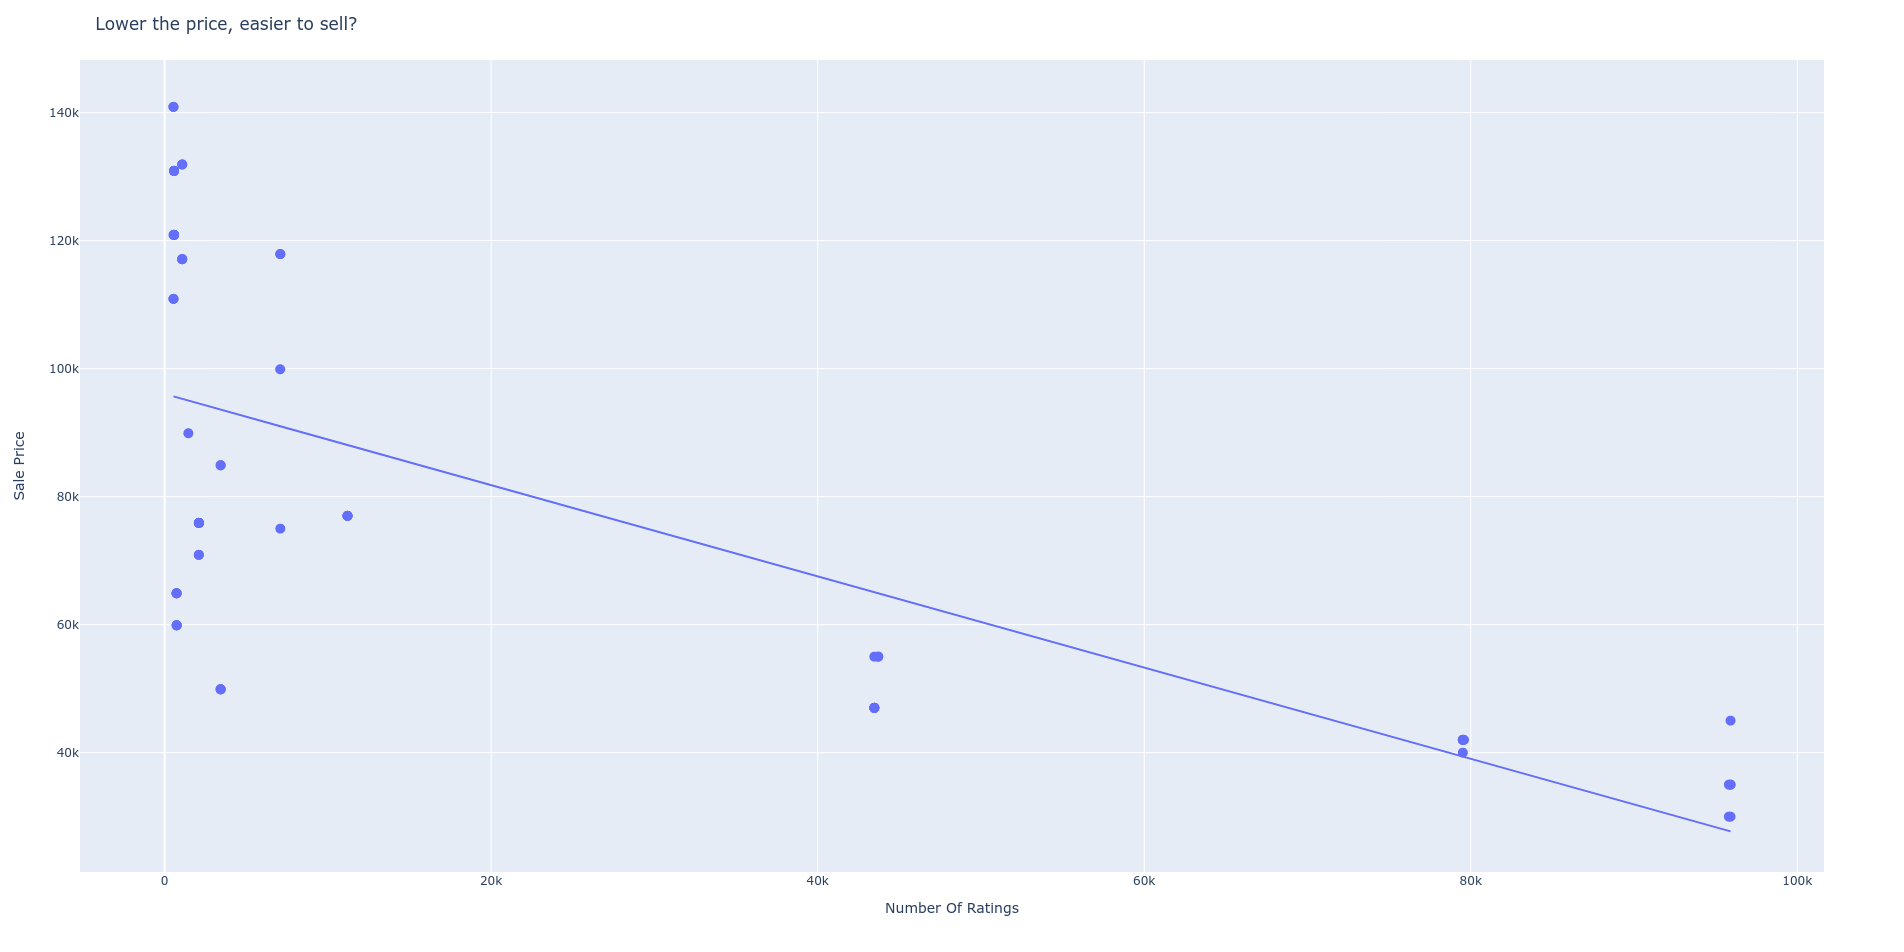 Lower the price, easier to sell?
140k
120k
100k
80k
60k
40k
Sale Price
0 20k 40k 60k 80k 100k
Number Of Ratings